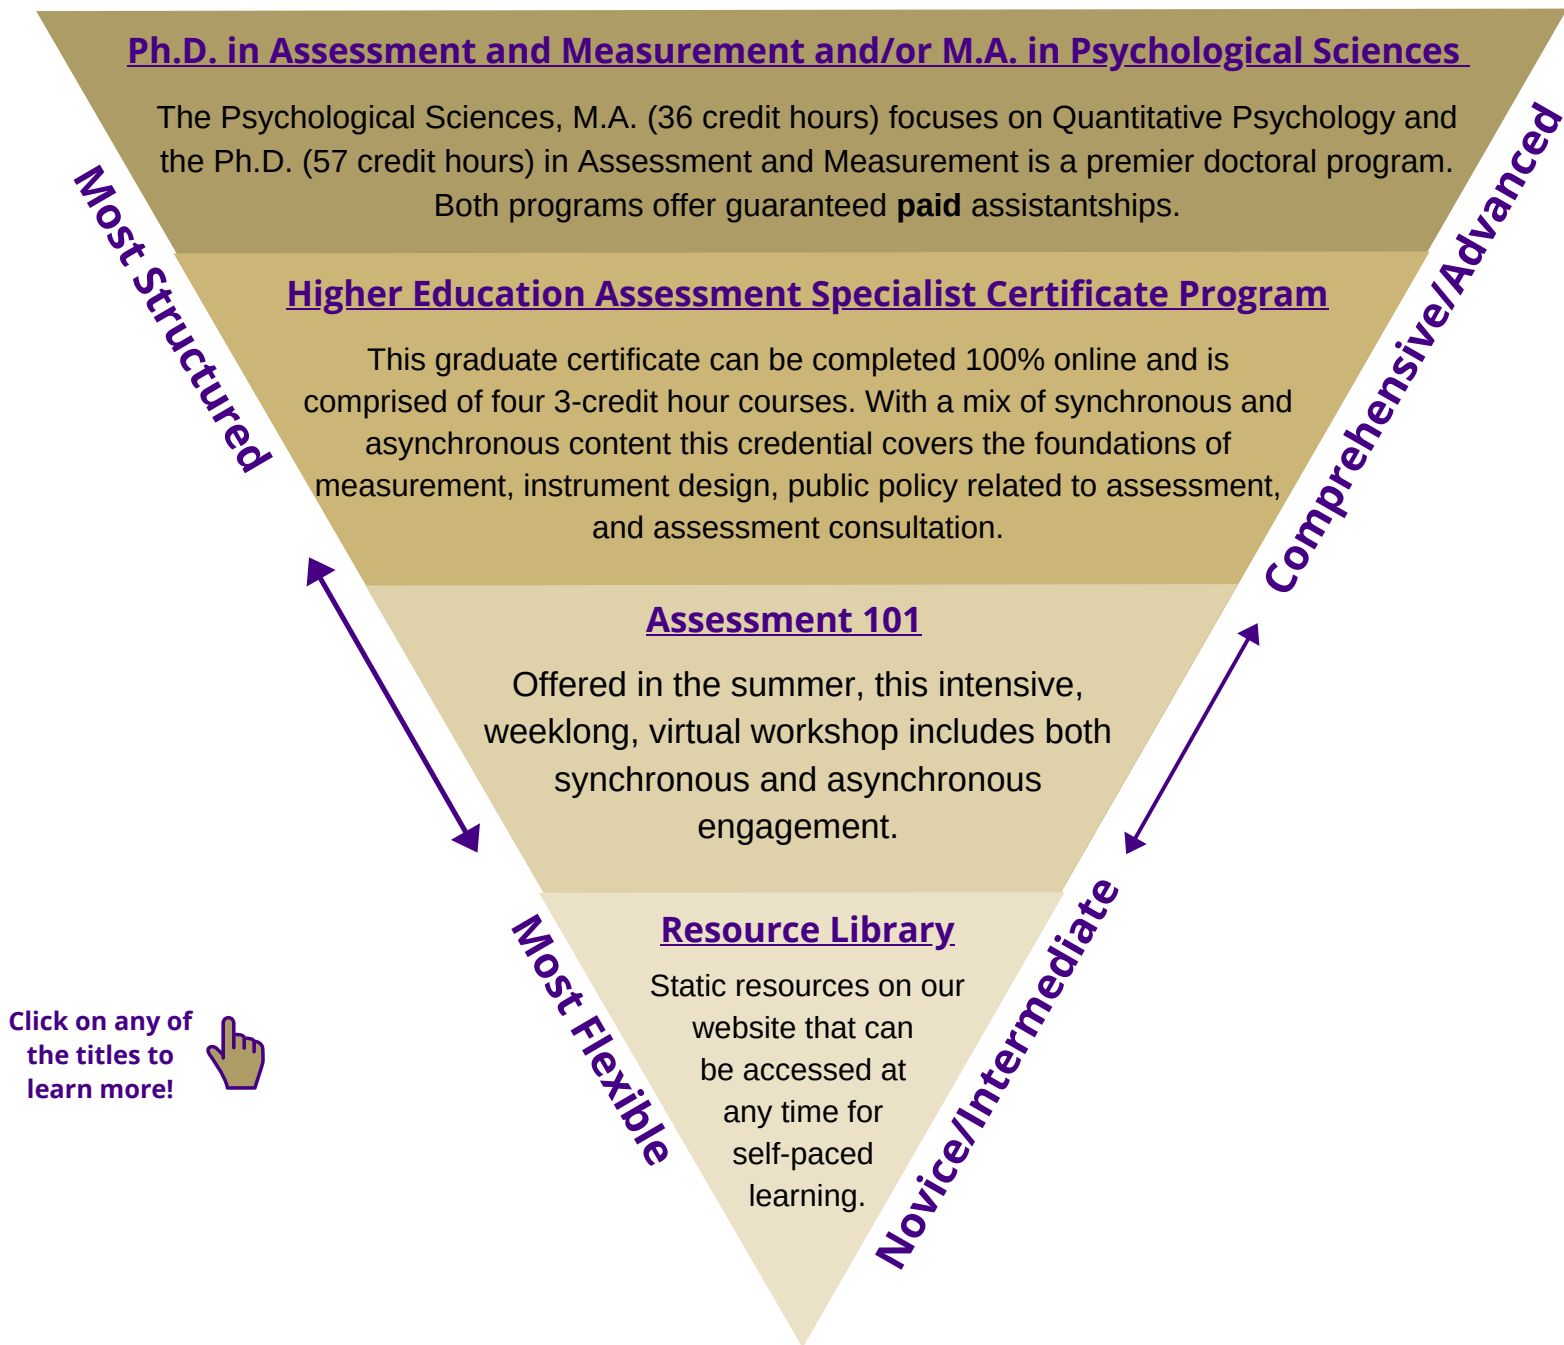 Ph.D. in Assessment and Measurement and/or M.A. in Psychological Sciences
The Psychological Sciences, M.A. (36 credit hours) focuses on Quantitative Psychology and
the Ph.D. (57 credit hours) in Assessment and Measurement is a premier doctoral program.
Both programs offer guaranteed paid assistantships.
Most Structured
Comprehensive/Advanced
Higher Education Assessment Specialist Certificate Program
This graduate certificate can be completed 100% online and is
comprised of four 3-credit hour courses. With a mix of synchronous and
asynchronous content this credential covers the foundations of
measurement, instrument design, public policy related to assessment,
and assessment consultation.
Assessment 101
Offered in the summer, this intensive,
weeklong, virtual workshop includes both
synchronous and asynchronous
engagement.
Most Flexible
Novice/Intermediate
Resource Library
Static resources on our
website that can
be accessed at
any time for
self-paced
learning.
Click on any of
the titles to
learn more!